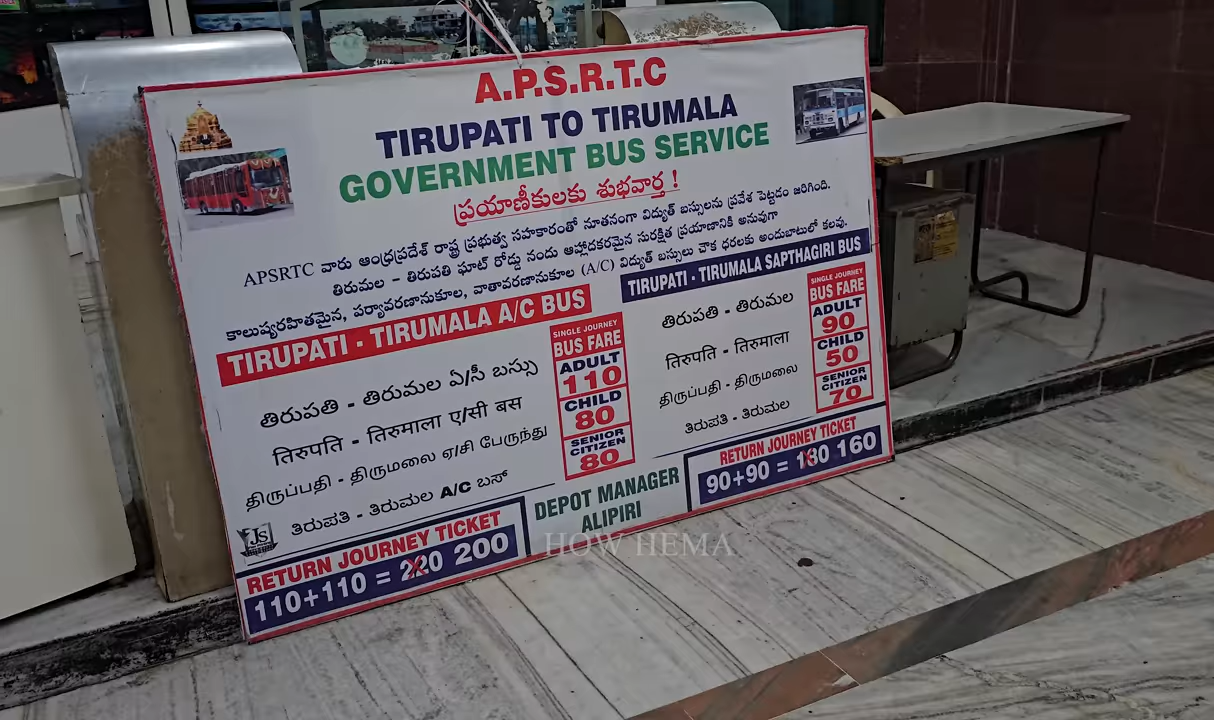 A.P.S.R.T.C
TIRUPATI TO TIRUMALA
GOVERNMENT BUS SERVICE
ప్రయాణీకులకు శుభవార్త !
APSRTC వారు ఆంధ్రప్రదేశ్ రాష్ట్ర ప్రభుత్వ సహకారంతో నూతనంగా విద్యుత్ బస్సులను ప్రవేశ పెట్టడం జరిగింది.
తిరుమల - తిరుపతి ఘాట్ రోడ్డు నందు ఆహ్లాదకరమైన సురక్షిత ప్రయాణానికి అనువుగా
కాలుష్యరహితమైన, పర్యావరణానుకూల, వాతావరణానుకూల (A/C) విద్యుత్ బస్సులు చౌక ధరలకు అందుబాటులో కలవు.
TIRUPATI - TIRUMALA A/C BUS
తిరుపతి - తిరుమల ఏ/సీ బస్సు
तिरुपति - तिरुमाला ए/सी बस
திருப்பதி - திருமலை ஏ/சி பேருந்து
ತಿರುಪತಿ - ತಿರುಮಲ A/C ಬಸ್
SINGLE JOURNEY
BUS FARE
ADULT
110
CHILD
80
SENIOR
CITIZEN
80
RETURN JOURNEY TICKET
110+110 = 220 200
TIRUPATI - TIRUMALA SAPTHAGIRI BUS
తిరుపతి - తిరుమల
तिरुपति - तिरुमाला
திருப்பதி - திருமலை
ತಿರುಪತಿ - ತಿರುಮಲ
SINGLE JOURNEY
BUS FARE
ADULT
90
CHILD
50
SENIOR
CITIZEN
70
RETURN JOURNEY TICKET
90+90 = 180 160
DEPOT MANAGER
ALIPIRI
Js
HOW HEMA